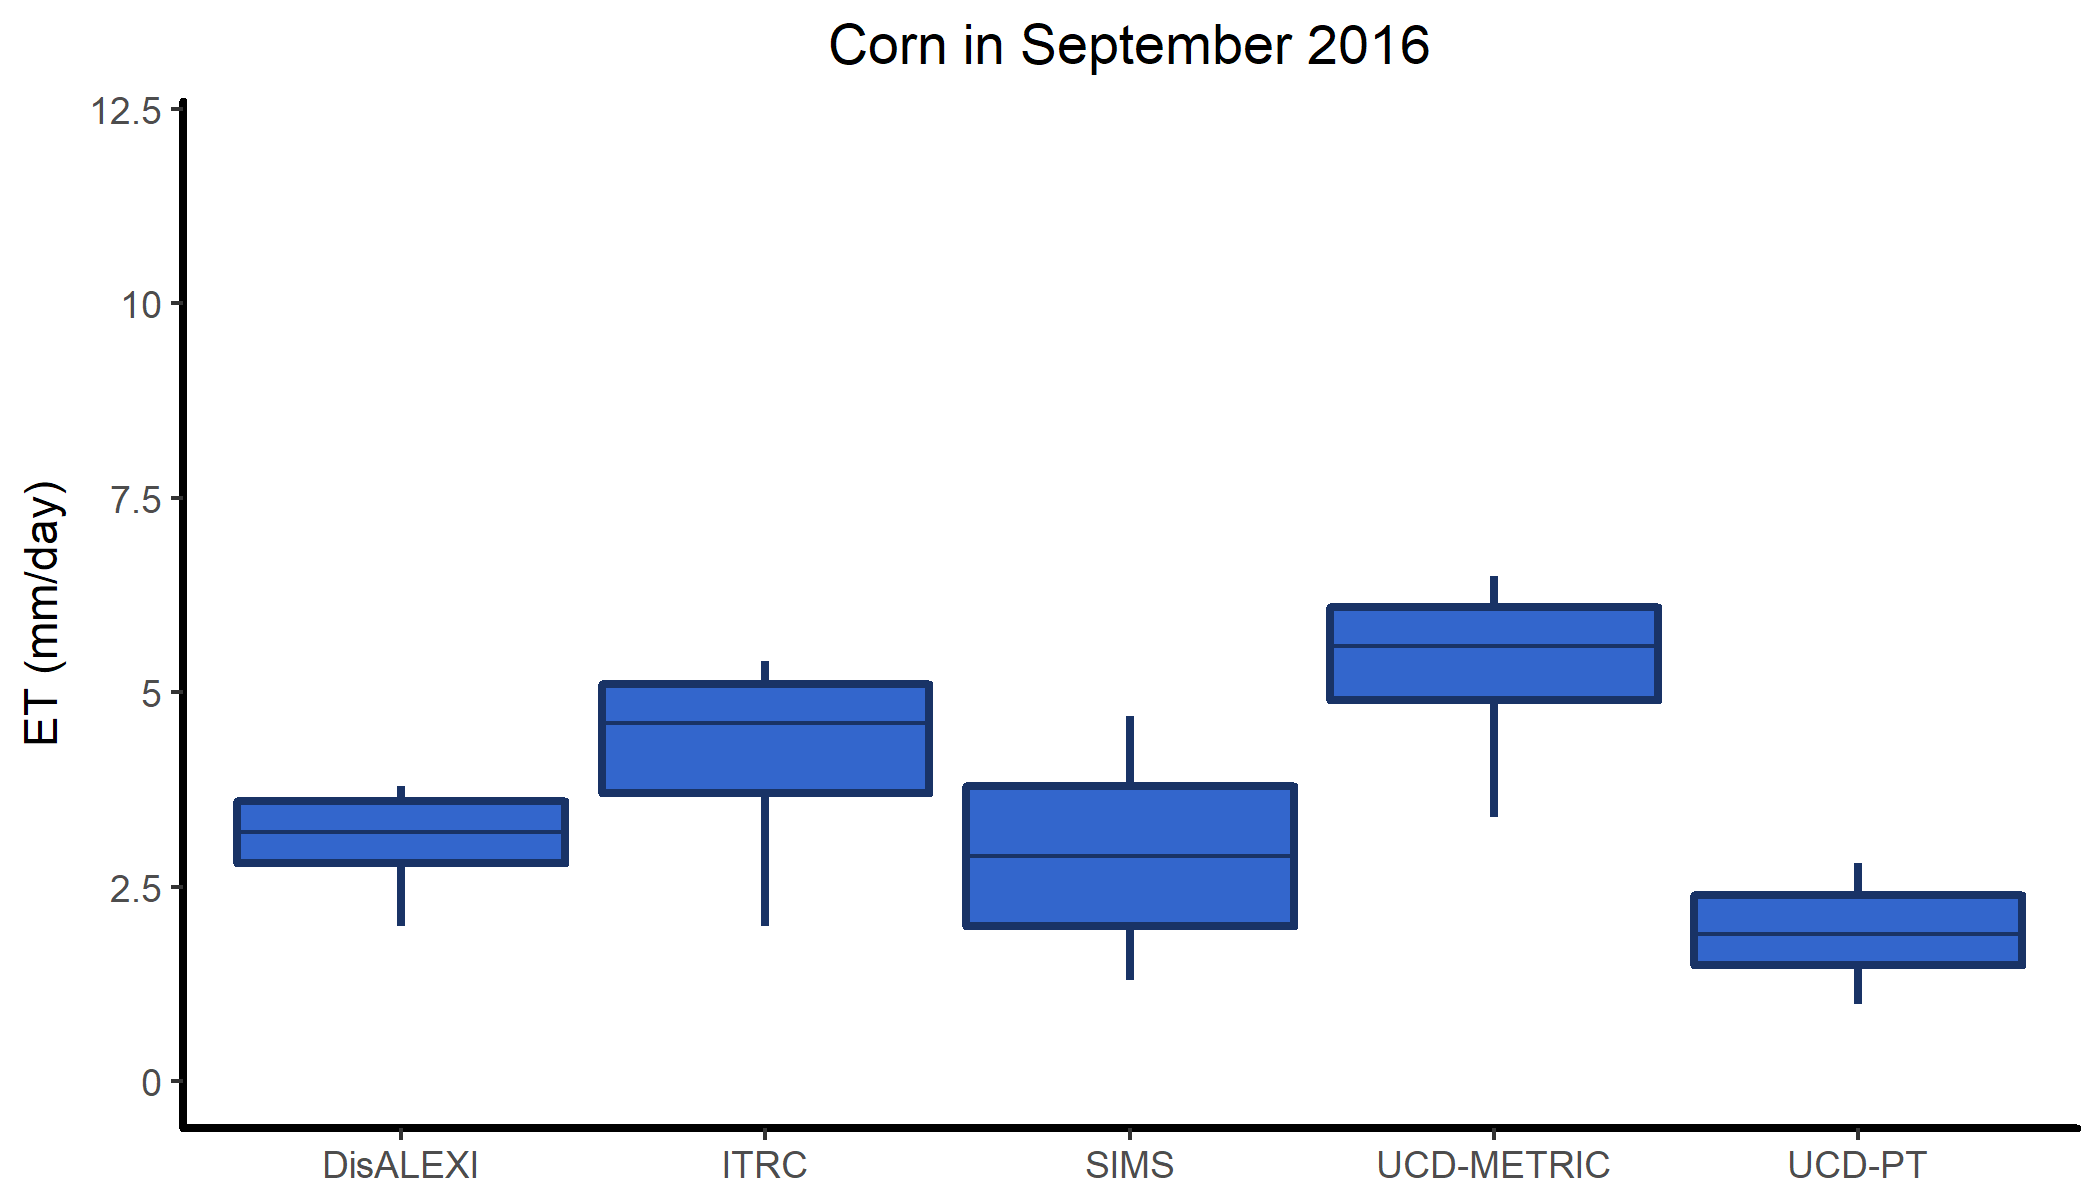 Corn in September 2016
ET (mm/day)
12.5
10
7.5
5
2.5
0
DisALEXI ITRC SIMS UCD-METRIC UCD-PT